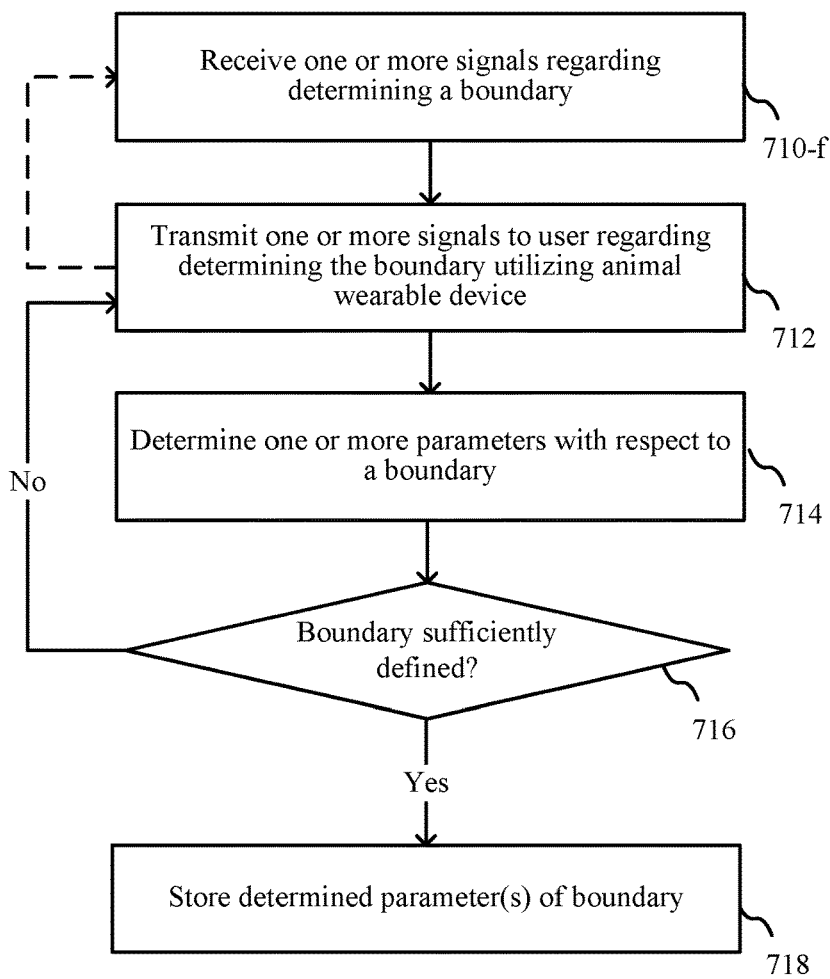 Receive one or more signals regarding
determining a boundary
710-f
Transmit one or more signals to user regarding
determining the boundary utilizing animal
wearable device
712
Determine one or more parameters with respect to
a boundary
714
No
Boundary sufficiently
defined?
716
Yes
Store determined parameter(s) of boundary
718